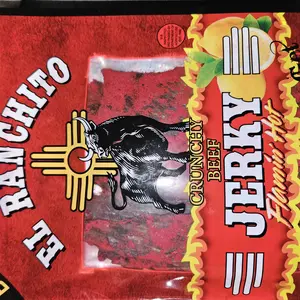 EL RANCHITO
CRUNCHY
BEEF
JERKY
Flamin' Hot